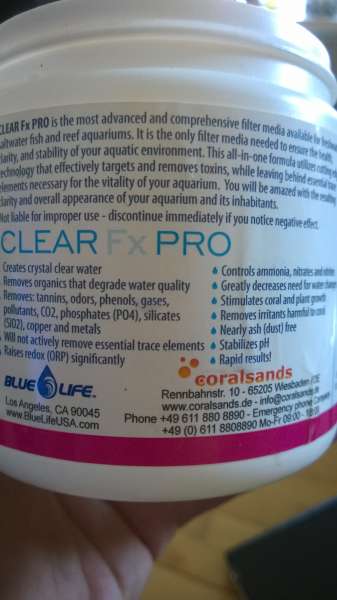 CLEAR Fx PRO is the most advanced and comprehensive filter media available for
saltwater fish and reef aquariums. It is the only filter media needed to ensure the health,
clarity, and stability of your aquatic environment. This all-in-one formula utilizes cutting
technology that effectively targets and removes toxins, while leaving behind essential trace
elements necessary for the vitality of your aquarium. You will be amazed with the resulting
clarity and overall appearance of your aquarium and its inhabitants.
Not liable for improper use - discontinue immediately if you notice negative effect.
CLEAR Fx PRO
Creates crystal clear water
Removes organics that degrade water quality
Removes: tannins, odors, phenols, gases,
pollutants, CO2, phosphates (PO4), silicates
(SIO2), copper and metals
Will not actively remove essential trace elements
Raises redox (ORP) significantly
Controls ammonia, nitrates and nitrites
Greatly decreases need for water changes
Stimulates coral and plant growth
Removes irritants harmful to coral
Nearly ash (dust) free
Stabilizes pH
Rapid results!
BLUE LIFE
Los Angeles, CA 90045
www.BlueLifeUSA.com
coralsands
Rennbahnstr. 10 - 65205 Wiesbaden
www.coralsands.de - info@coralsands
Phone +49 611 880 8890 - Emergency phone
+49 (0) 611 8808890 Mo-Fr 09:00 -